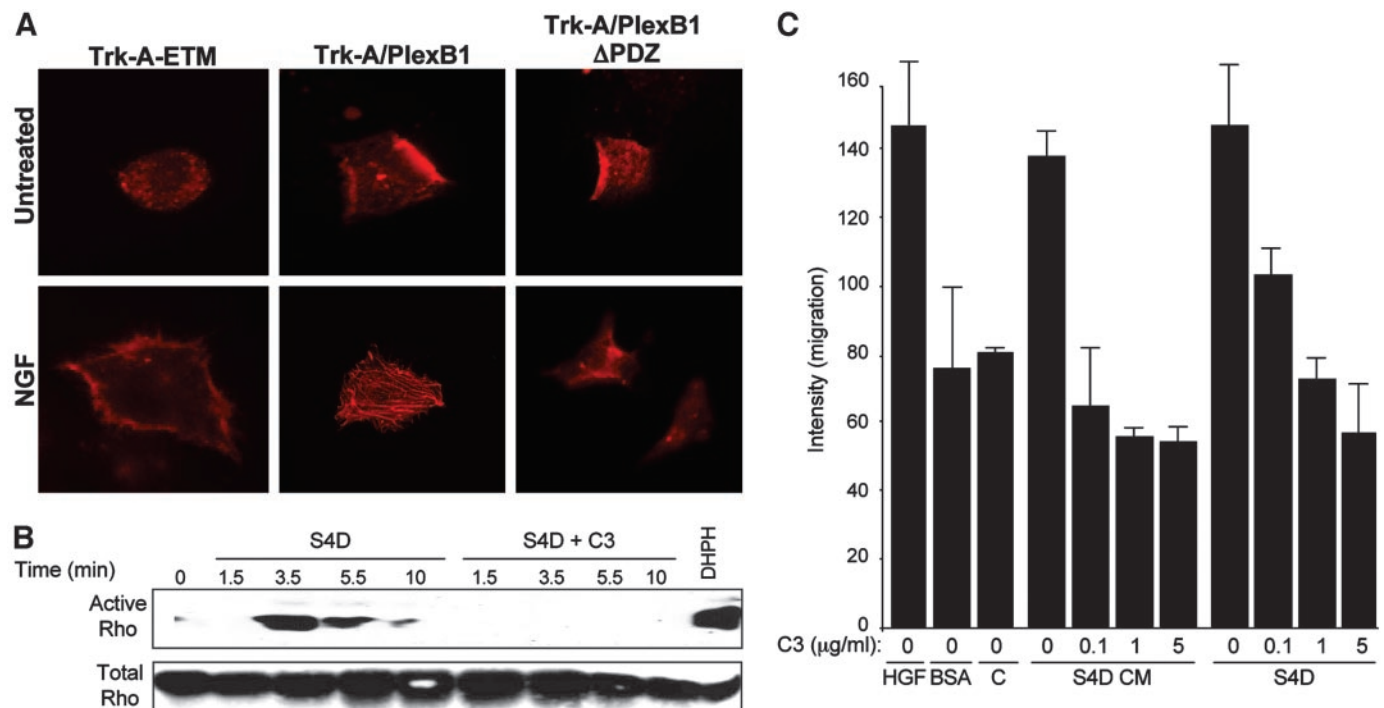 A
Trk-A-ETM
Trk-A/PlexB1
Trk-A/PlexB1
ΔPDZ
Untreated
NGF
B
S4D
S4D + C3
DHPH
Time (min)
0 1.5 3.5 5.5 10 1.5 3.5 5.5 10
Active
Rho
Total
Rho
C
Intensity (migration)
160
140
160
140
120
100
80
60
40
20
0
C3 (μg/ml): 0 0 0 0 0.1 1 5 0 0.1 1 5
HGF BSA C S4D CM S4D